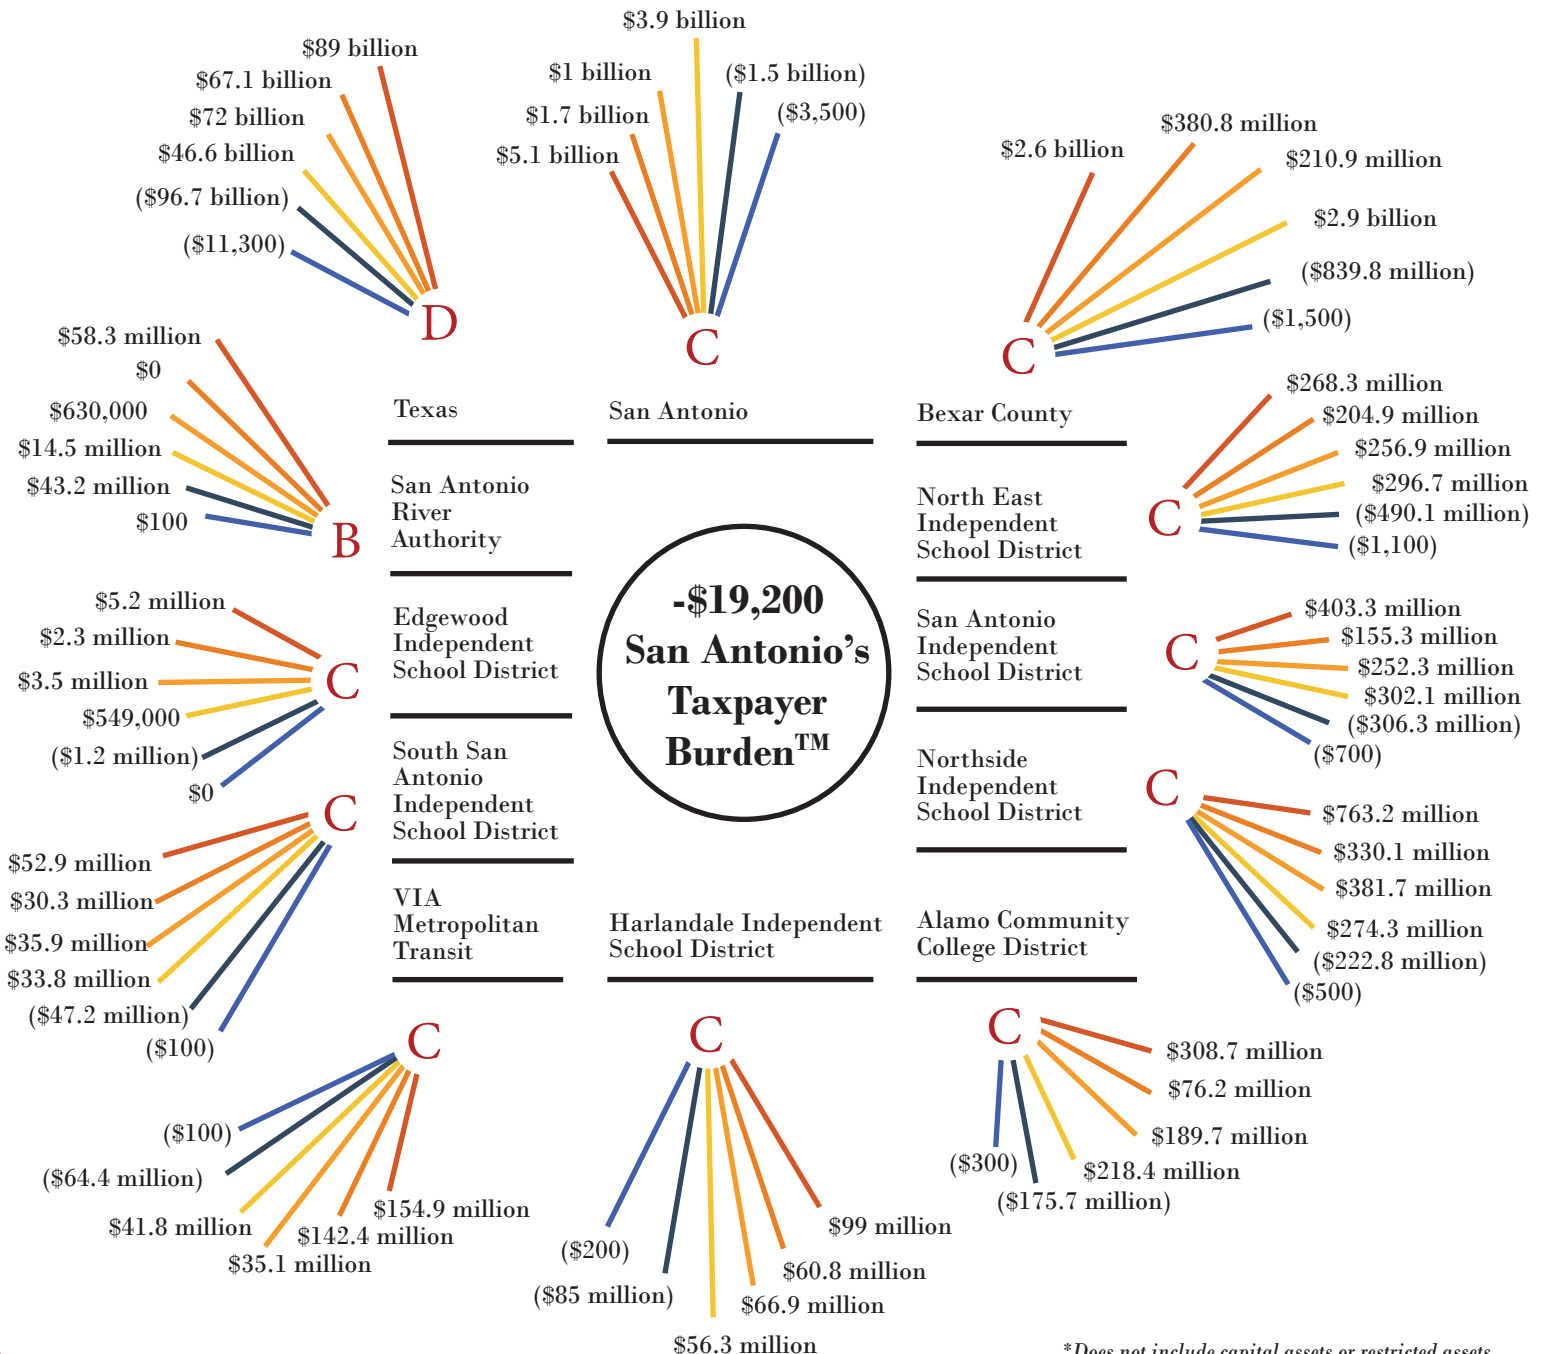 $89 billion
$67.1 billion
$72 billion
$46.6 billion
($96.7 billion)
($11,300)
D
Texas
$3.9 billion
$1 billion
$1.7 billion
$5.1 billion
($1.5 billion)
($3,500)
C
San Antonio
$2.6 billion
$380.8 million
$210.9 million
$2.9 billion
($839.8 million)
($1,500)
C
Bexar County
$58.3 million
$0
$630,000
$14.5 million
$43.2 million
$100
B
San Antonio
River
Authority
$268.3 million
$204.9 million
$256.9 million
$296.7 million
($490.1 million)
($1,100)
C
North East
Independent
School District
$5.2 million
$2.3 million
$3.5 million
$549,000
($1.2 million)
$0
C
Edgewood
Independent
School District
-$19,200
San Antonio's
Taxpayer
Burden™
$403.3 million
$155.3 million
$252.3 million
$302.1 million
($306.3 million)
($700)
C
San Antonio
Independent
School District
$52.9 million
$30.3 million
$35.9 million
$33.8 million
($47.2 million)
($100)
C
South San
Antonio
Independent
School District
$763.2 million
$330.1 million
$381.7 million
$274.3 million
($222.8 million)
($500)
C
Northside
Independent
School District
VIA
Metropolitan
Transit
C
($100)
($64.4 million)
$41.8 million
$35.1 million
$142.4 million
$154.9 million
Harlandale Independent
School District
C
($200)
($85 million)
$56.3 million
$66.9 million
$60.8 million
$99 million
Alamo Community
College District
C
$308.7 million
$76.2 million
$189.7 million
$218.4 million
($175.7 million)
($300)
*Does not include capital assets or restricted assets